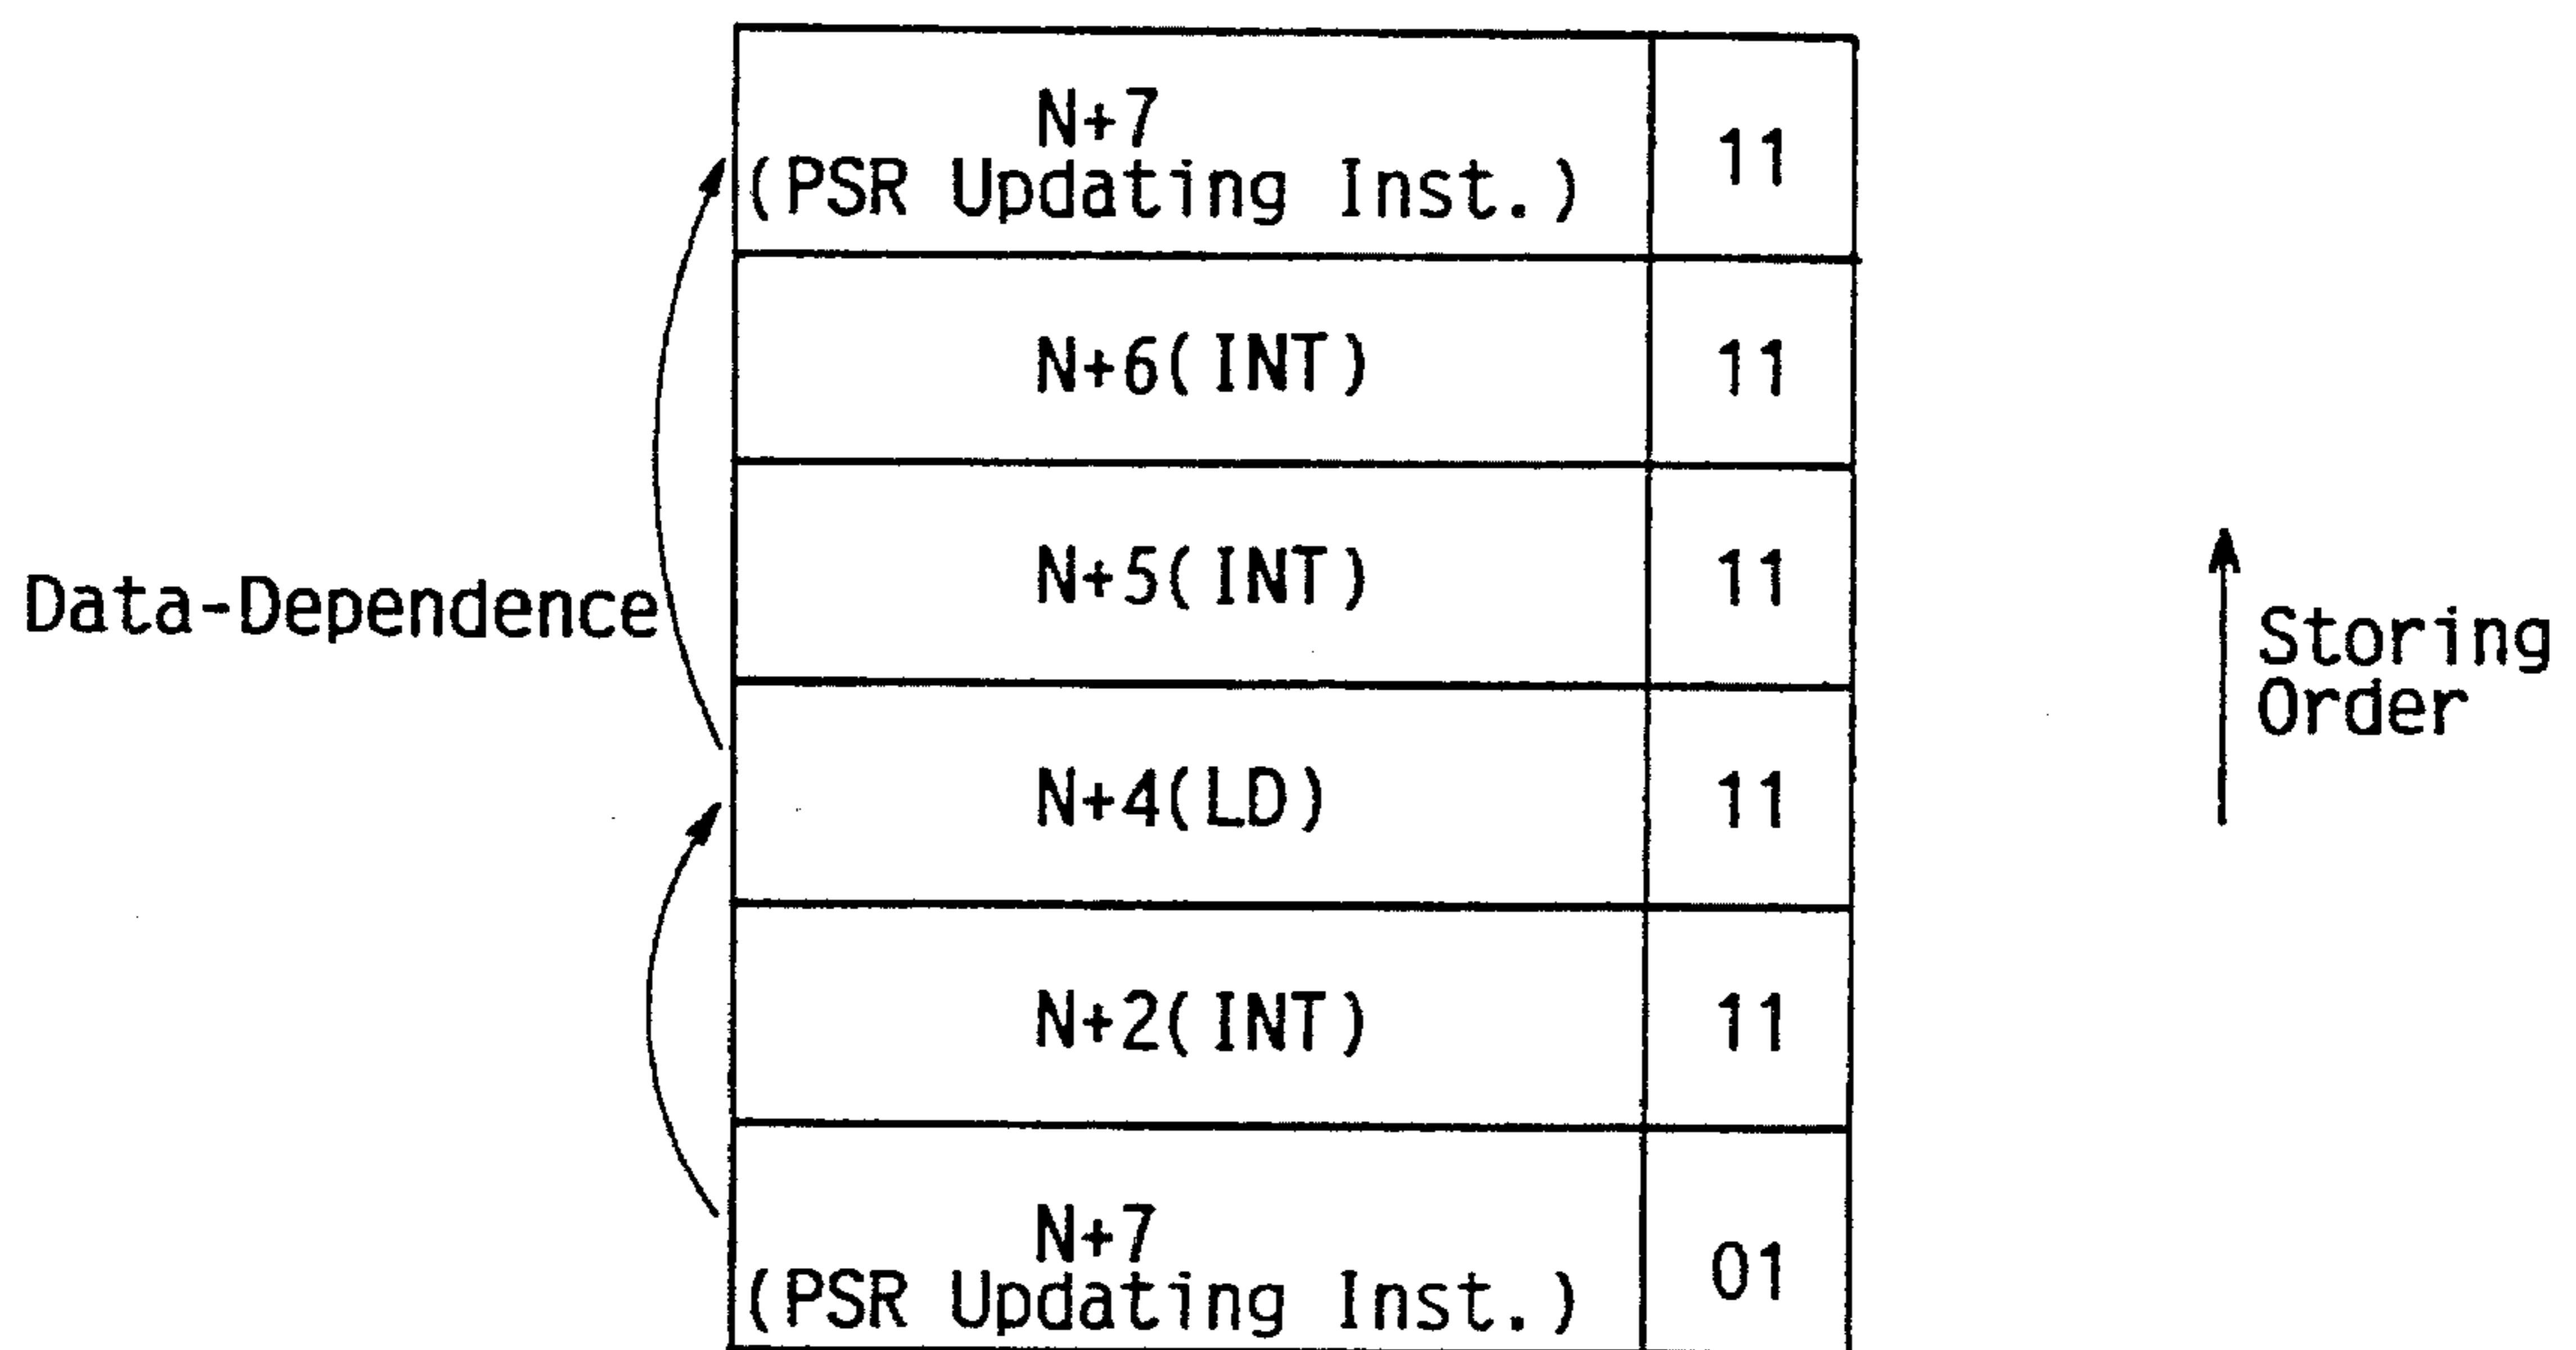 N+7
(PSR Updating Inst.) 11
N+6(INT) 11
N+5(INT) 11
Data-Dependence
Storing
Order
N+4(LD) 11
N+2(INT) 11
N+7
(PSR Updating Inst.) 01